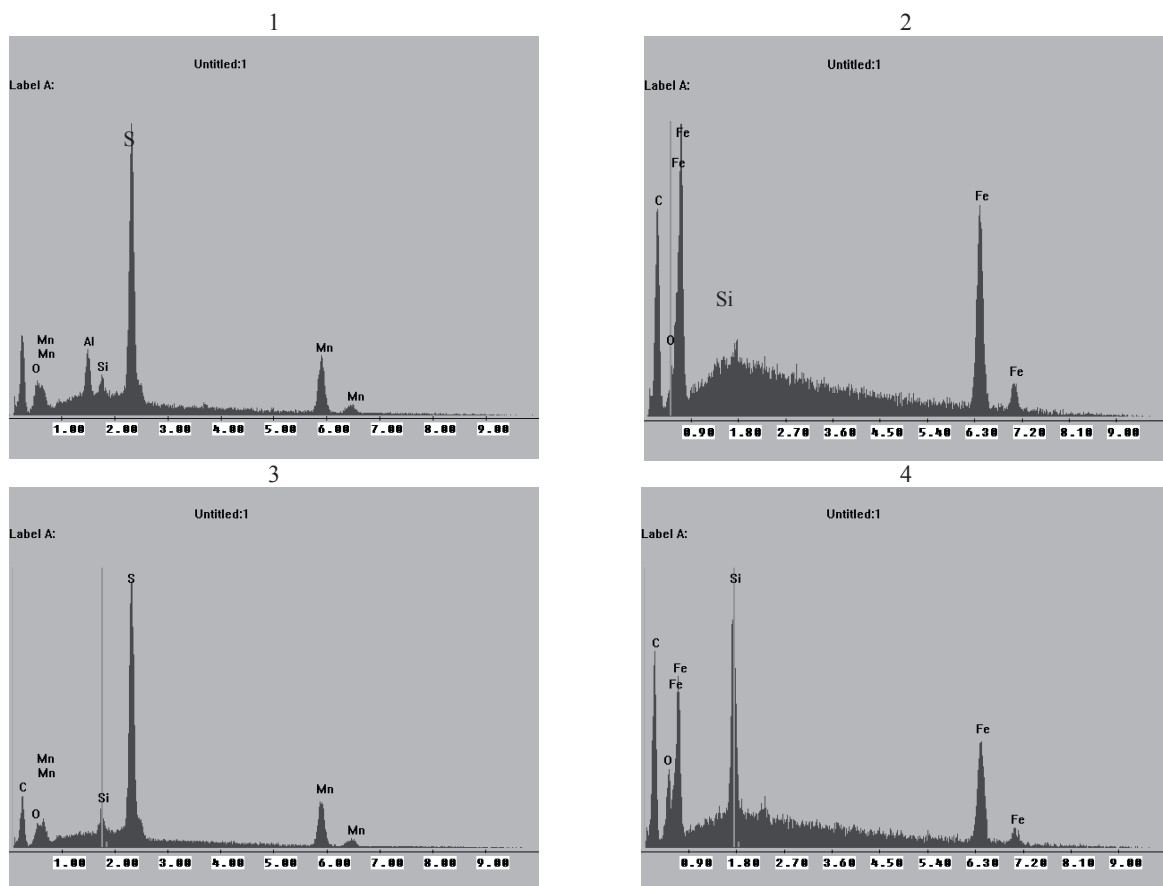 1
Untitled:1
Label A:
S
Mn
Mn
O
Al
Si
Mn
Mn
1.00 2.00 3.00 4.00 5.00 6.00 7.00 8.00 9.00
2
Untitled:1
Label A:
Fe
Fe
C
Fe
Si
O
Fe
0.90 1.80 2.70 3.60 4.50 5.40 6.30 7.20 8.10 9.00
3
Untitled:1
Label A:
S
Mn
Mn
C
Si
O
Mn
Mn
1.00 2.00 3.00 4.00 5.00 6.00 7.00 8.00 9.00
4
Untitled:1
Label A:
Si
C
Fe
Fe
O
Fe
Fe
0.90 1.80 2.70 3.60 4.50 5.40 6.30 7.20 8.10 9.00